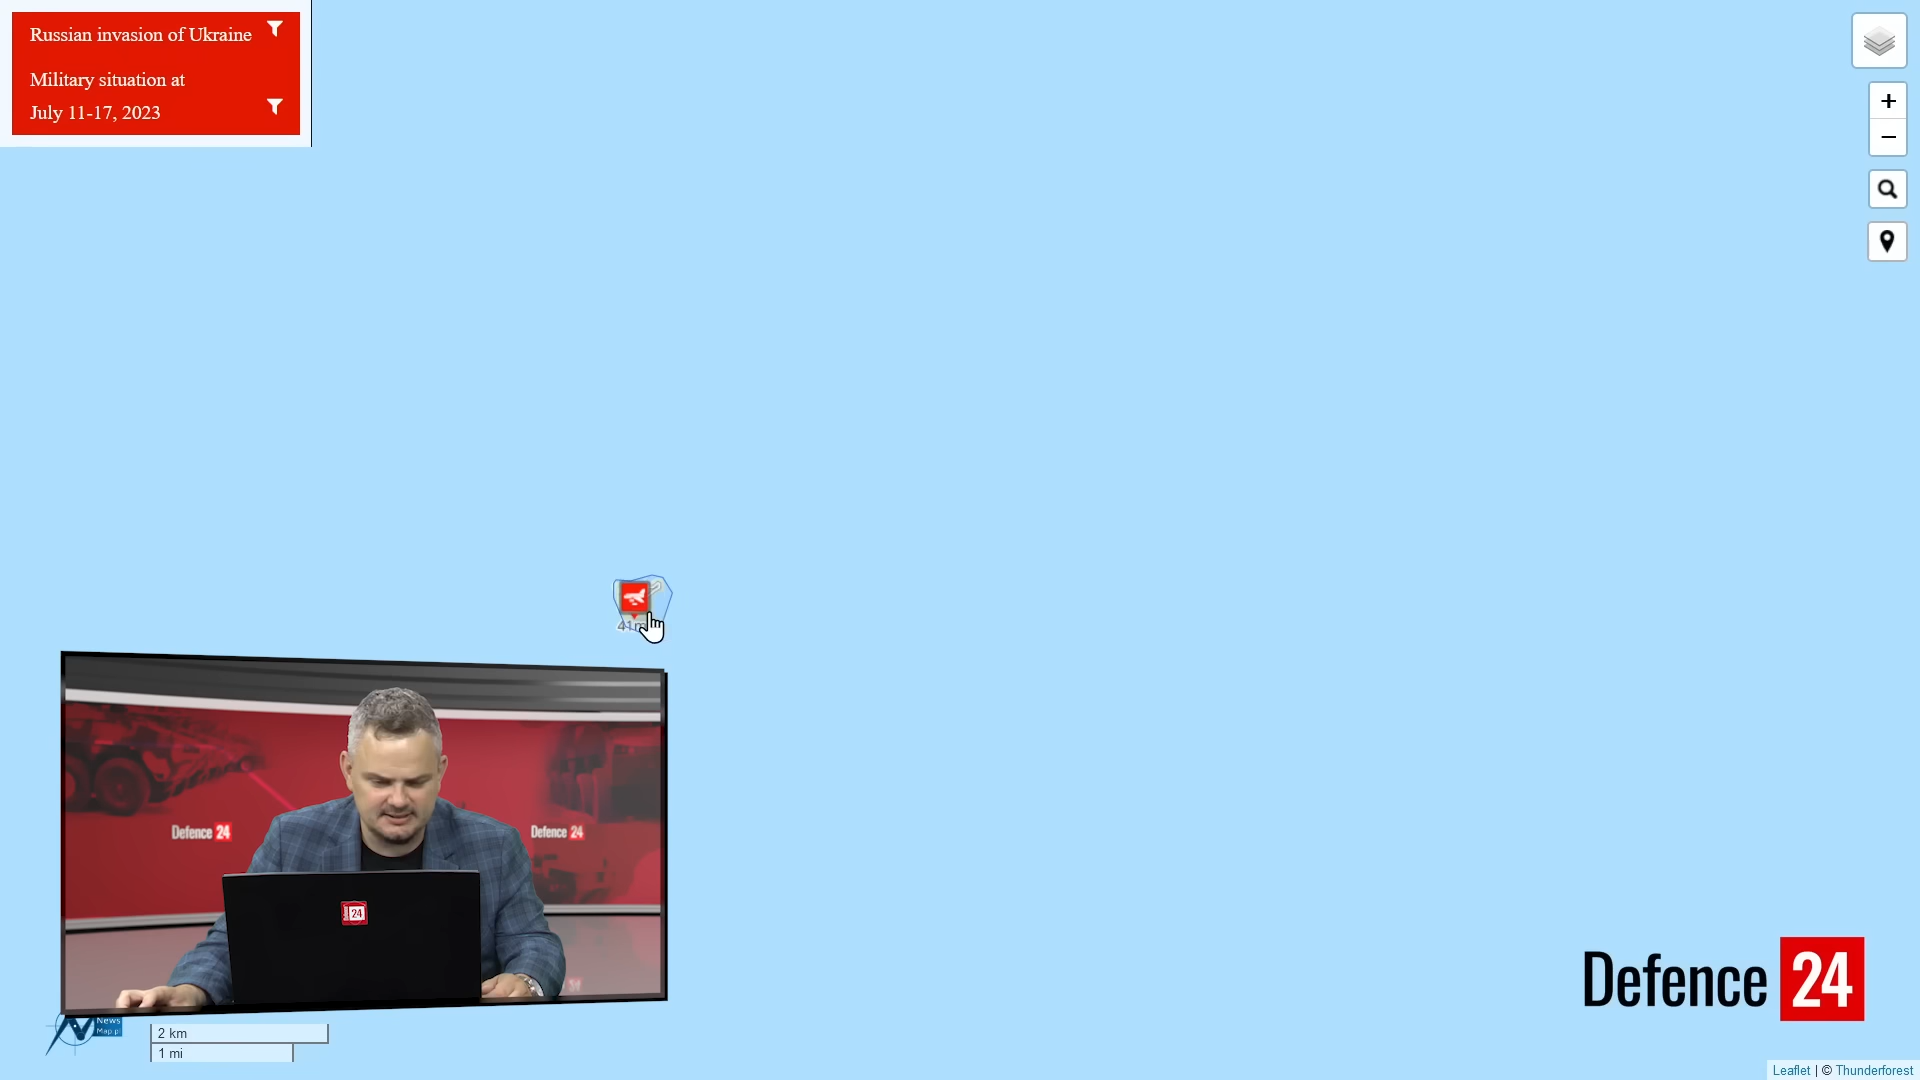 Russian invasion of Ukraine
Military situation at
July 11-17, 2023
+
−
41m
Defence 24
Defence 24
24
News
Map.pl
2 km
1 mi
Defence 24
Leaflet | © Thunderforest